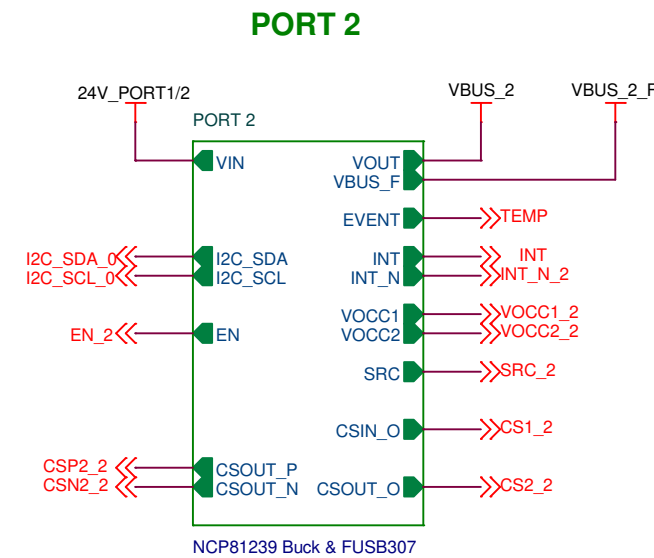 PORT 2
24V_PORT1/2 VBUS_2 VBUS_2_F
PORT 2
VIN VOUT
VBUS_F
EVENT TEMP
I2C_SDA_0 I2C_SDA INT INT
I2C_SCL_0 I2C_SCL INT_N INT_N_2
VOCC1 VOCC1_2
EN_2 EN VOCC2 VOCC2_2
SRC SRC_2
CSIN_O CS1_2
CSP2_2 CSOUT_P
CSN2_2 CSOUT_N CSOUT_O CS2_2
NCP81239 Buck & FUSB307